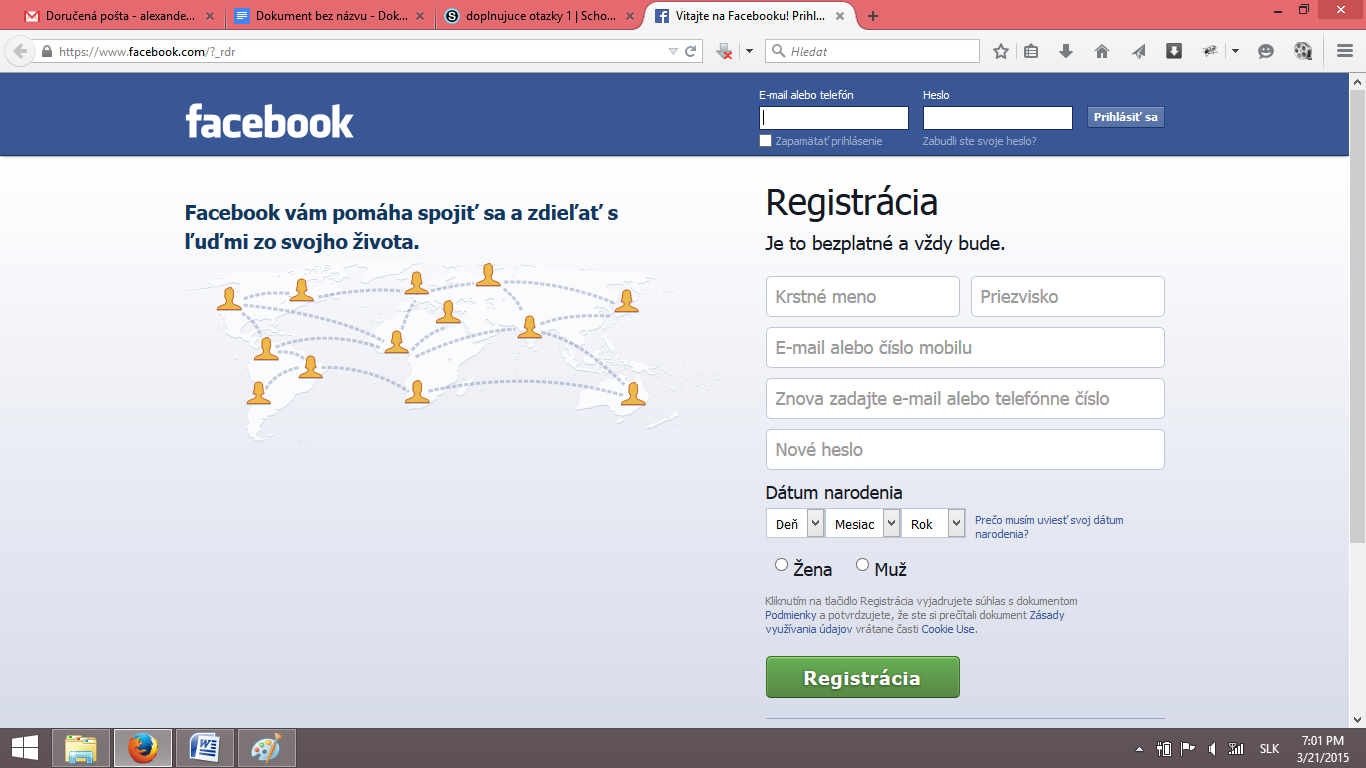 Doručená pošta - alexande...
Dokument bez názvu - Dok...
doplnujuce otazky 1 | Scho...
Vitajte na Facebooku! Prihl...
https://www.facebook.com/?_rdr
Hledat
facebook
E-mail alebo telefón
Heslo
Prihlásiť sa
Zapamätať prihlásenie
Zabudli ste svoje heslo?
Facebook vám pomáha spojiť sa a zdieľať s
ľuďmi zo svojho života.
Registrácia
Je to bezplatné a vždy bude.
Krstné meno
Priezvisko
E-mail alebo číslo mobilu
Znova zadajte e-mail alebo telefónne číslo
Nové heslo
Dátum narodenia
Deň
Mesiac
Rok
Prečo musím uviesť svoj dátum
narodenia?
Žena
Muž
Kliknutím na tlačidlo Registrácia vyjadrujete súhlas s dokumentom
Podmienky a potvrdzujete, že ste si prečítali dokument Zásady
využívania údajov vrátane časti Cookie Use.
Registrácia
SLK
7:01 PM
3/21/2015